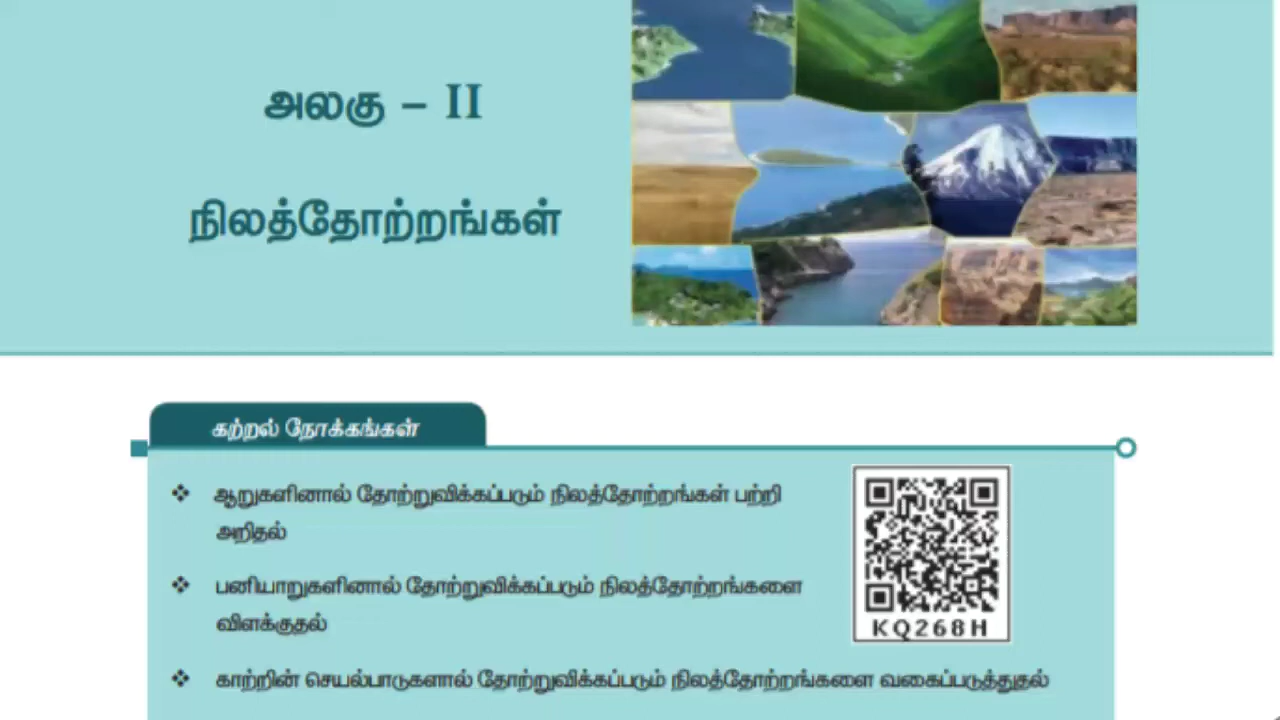 அலகு – II
நிலத்தோற்றங்கள்
கற்றல் நோக்கங்கள்
❖ ஆறுகளினால் தோற்றுவிக்கப்படும் நிலத்தோற்றங்கள் பற்றி
அறிதல்
❖ பனியாறுகளினால் தோற்றுவிக்கப்படும் நிலத்தோற்றங்களை
விளக்குதல்
KQ268H
❖ காற்றின் செயல்பாடுகளால் தோற்றுவிக்கப்படும் நிலத்தோற்றங்களை வகைப்படுத்துதல்